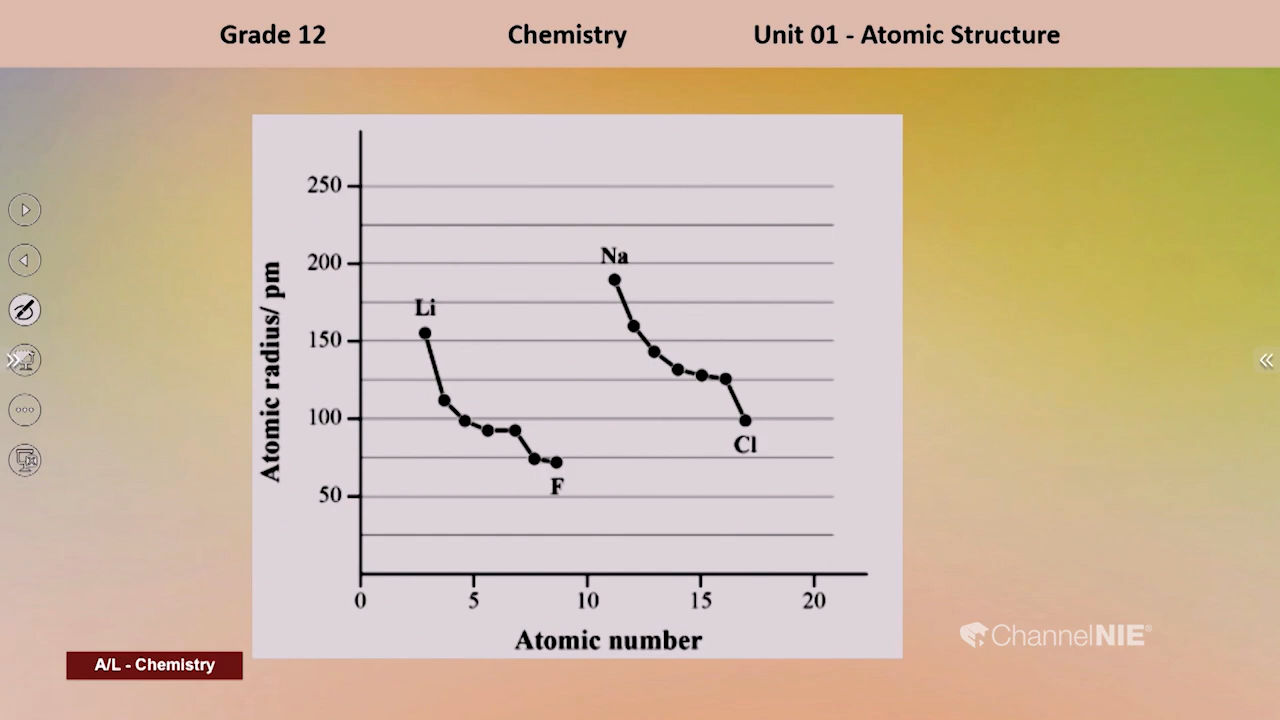 Grade 12 Chemistry Unit 01 - Atomic Structure
250
200
150
100
50
Atomic radius/ pm
Na
Li
Cl
F
0 5 10 15 20
Atomic number
ChannelNIE®
A/L - Chemistry